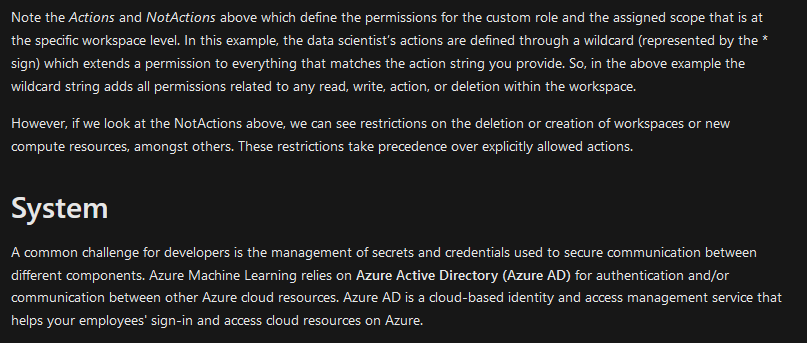 Note the Actions and NotActions above which define the permissions for the custom role and the assigned scope that is at
the specific workspace level. In this example, the data scientist's actions are defined through a wildcard (represented by the *
sign) which extends a permission to everything that matches the action string you provide. So, in the above example the
wildcard string adds all permissions related to any read, write, action, or deletion within the workspace.
However, if we look at the NotActions above, we can see restrictions on the deletion or creation of workspaces or new
compute resources, amongst others. These restrictions take precedence over explicitly allowed actions.
System
A common challenge for developers is the management of secrets and credentials used to secure communication between
different components. Azure Machine Learning relies on Azure Active Directory (Azure AD) for authentication and/or
communication between other Azure cloud resources. Azure AD is a cloud-based identity and access management service that
helps your employees' sign-in and access cloud resources on Azure.